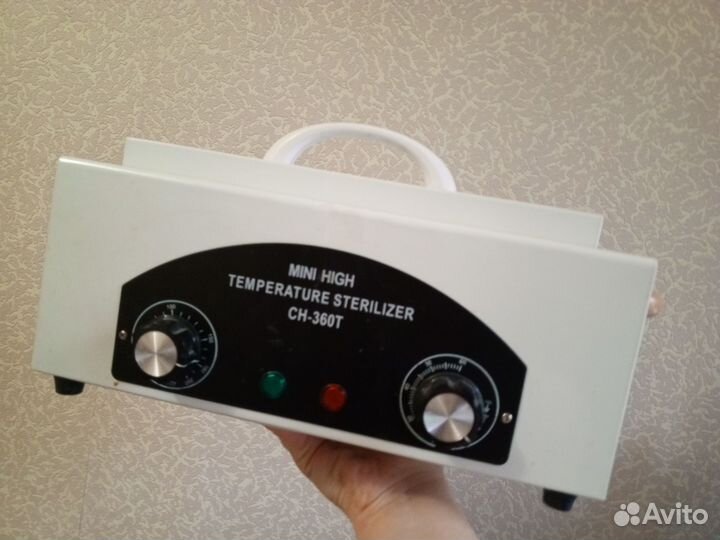 MINI HIGH
TEMPERATURE STERILIZER
CH-360T
Avito